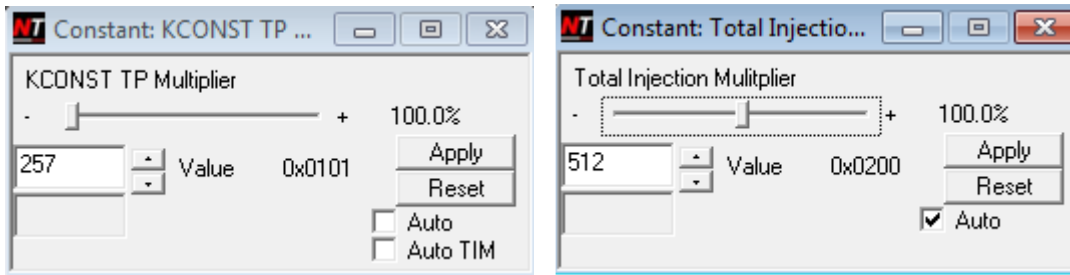 NT Constant: KCONST TP ...
KCONST TP Multiplier
- + 100.0%
257 Value 0x0101
Apply
Reset
Auto
Auto TIM
NT Constant: Total Injectio...
Total Injection Mulitplier
- + 100.0%
512 Value 0x0200
Apply
Reset
Auto